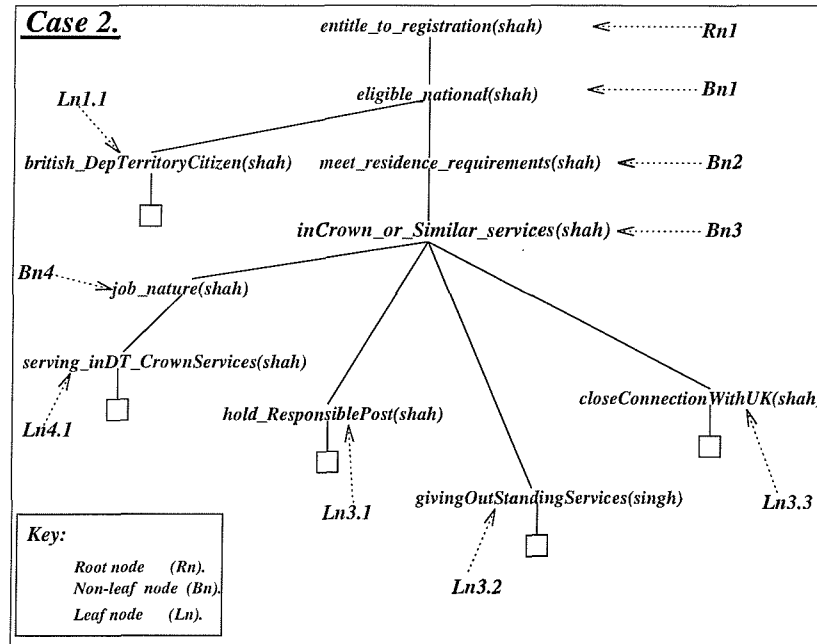 Case 2.
entitle_to_registration(shah)
Rn1
eligible_national(shah)
Bn1
Ln1.1
british_DepTerritoryCitizen(shah)
meet_residence_requirements(shah)
Bn2
inCrown_or_Similar_services(shah)
Bn3
Bn4
job_nature(shah)
serving_inDT_CrownServices(shah)
Ln4.1
hold_ResponsiblePost(shah)
closeConnectionWithUK(shah)
Ln3.1
givingOutStandingServices(singh)
Ln3.3
Ln3.2
Key:
Root node (Rn).
Non-leaf node (Bn).
Leaf node (Ln).